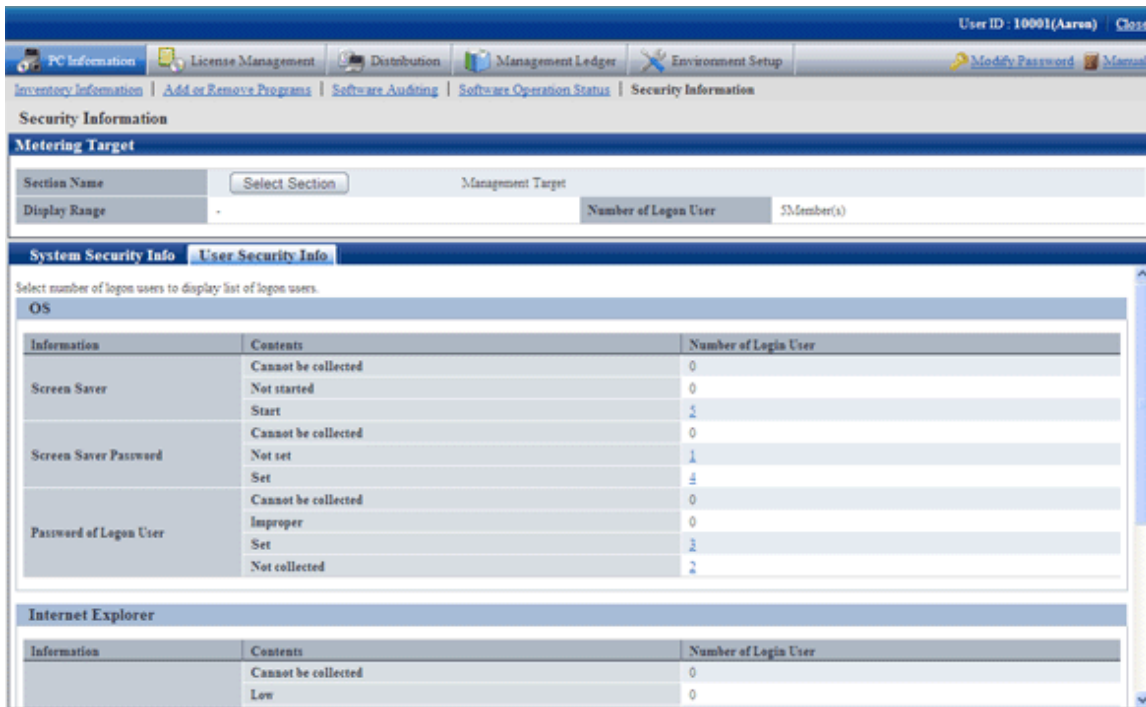 User ID : 10001(Aaron) Close
PC Information License Management Distribution Management Ledger Environment Setup Modify Password Manual
Inventory Information | Add or Remove Programs | Software Auditing | Software Operation Status | Security Information
Security Information
Metering Target
Section Name Select Section Management Target
Display Range - Number of Logon User 5Member(s)
System Security Info User Security Info
Select number of logon users to display list of logon users.
OS
Information Contents Number of Login User
Cannot be collected 0
Screen Saver Not started 0
Start 5
Cannot be collected 0
Screen Saver Password Not set 1
Set 4
Cannot be collected 0
Improper 0
Password of Logon User
Set 3
Not collected 2
Internet Explorer
Information Contents Number of Login User
Cannot be collected 0
Low 0